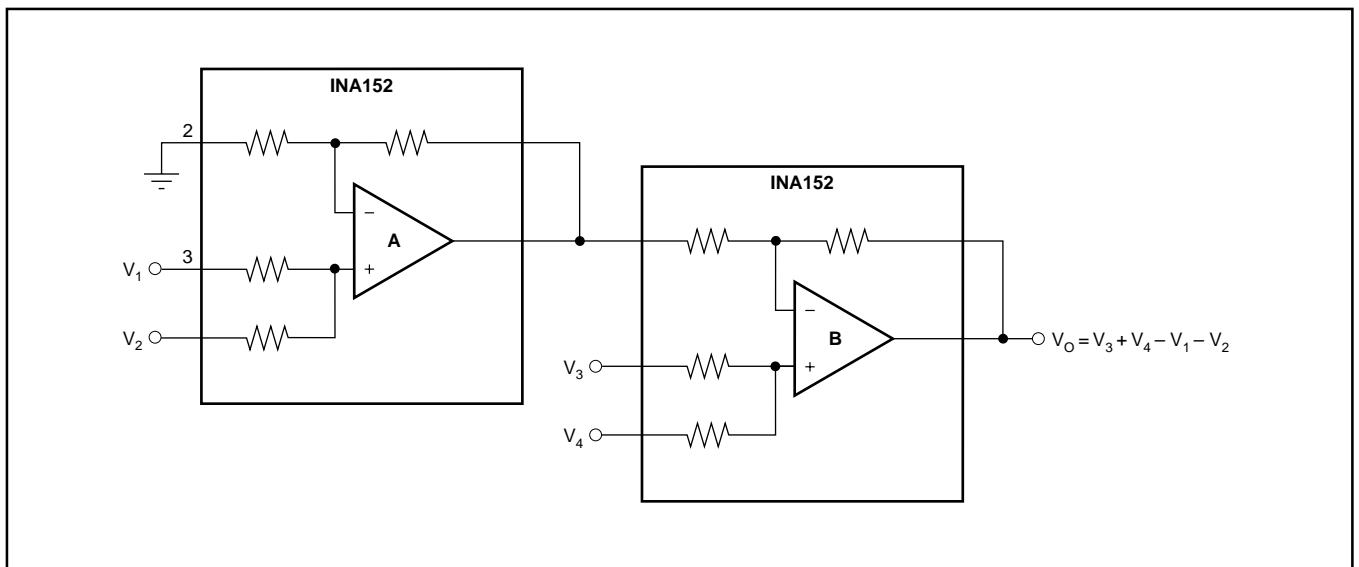 INA152
2
−
A
3
V1
+
V2
INA152
−
B
V3
+
V4
VO = V3 + V4 – V1 – V2